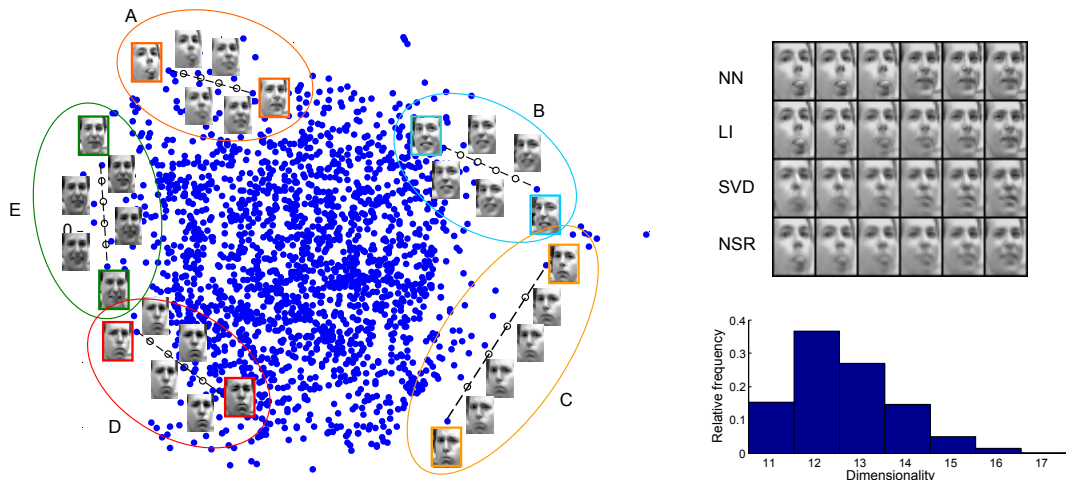 A
B
E
0
D
C
NN
LI
SVD
NSR
Relative frequency
0.4
0.3
0.2
0.1
0
11 12 13 14 15 16 17
Dimensionality